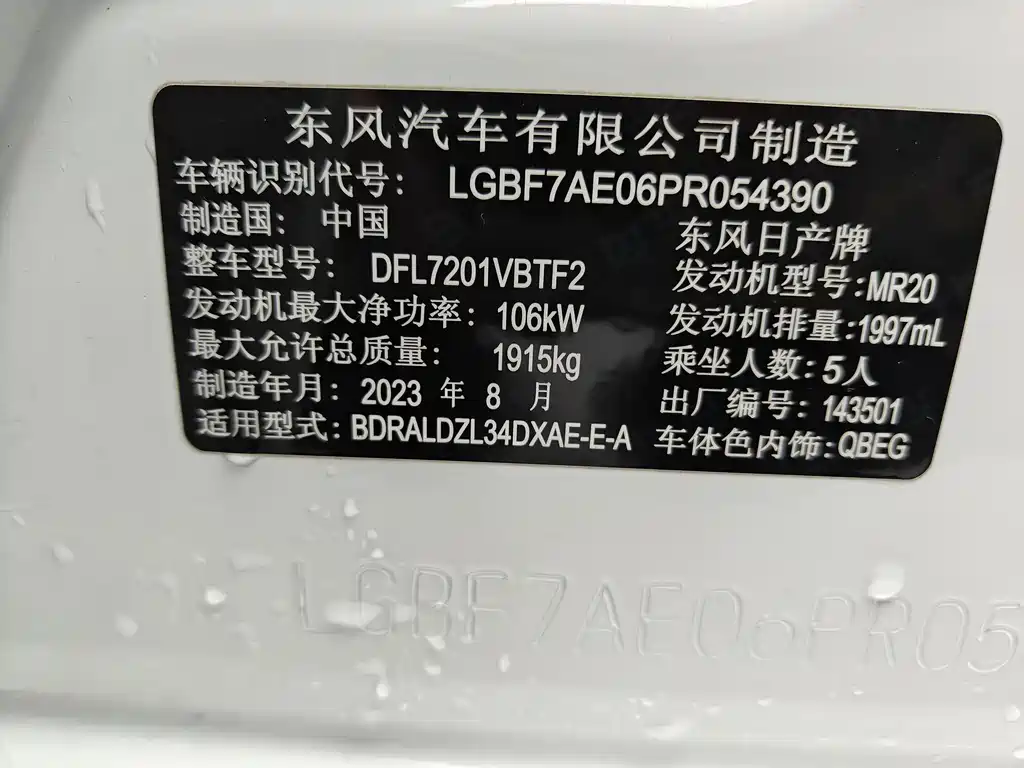 东风汽车有限公司制造
车辆识别代号: LGBF7AE06PR054390
制造国: 中国 东风日产牌
整车型号: DFL7201VBTF2 发动机型号:MR20
发动机最大净功率: 106kW 发动机排量:1997mL
最大允许总质量: 1915kg 乘坐人数:5人
制造年月: 2023 年 8 月 出厂编号: 143501
适用型式: BDRALDZL34DXAE-E-A 车体色内饰:QBEG
LGBF7AE06PR05